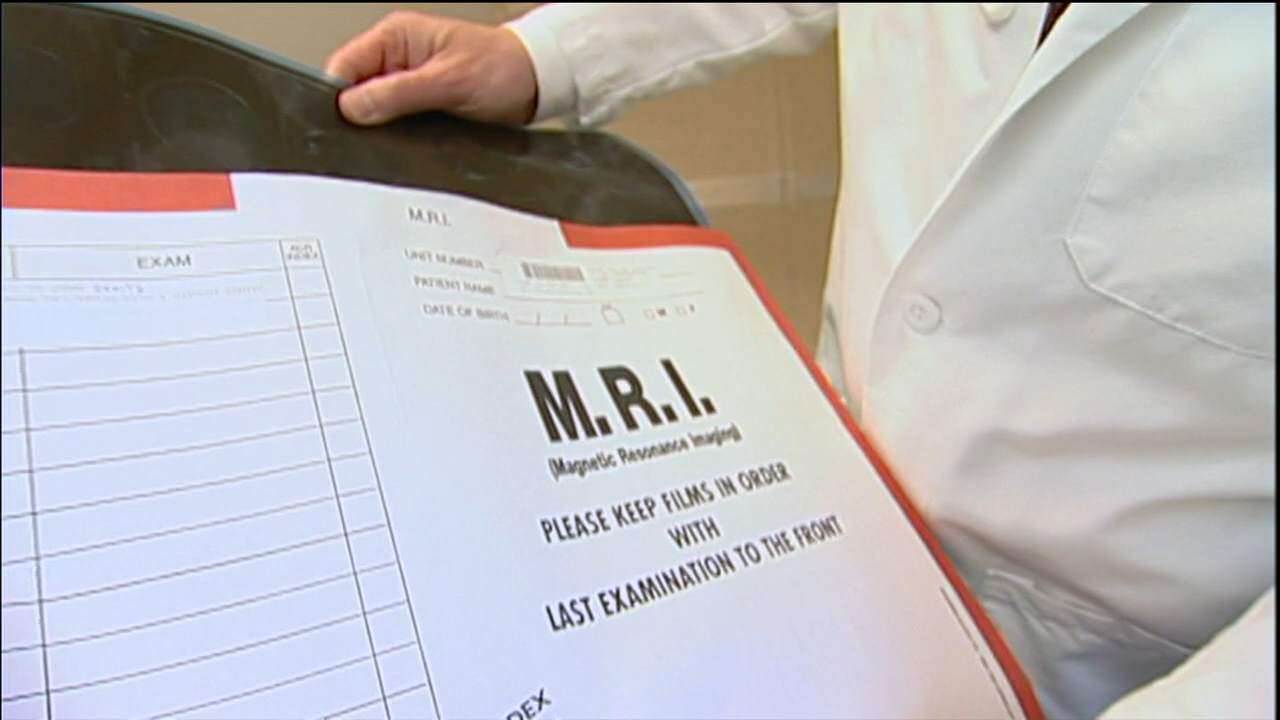 M.R.I.
EXAM
UNIT NUMBER
PATIENT NAME
DATE OF BIRTH / / M F
M.R.I.
(Magnetic Resonance Imaging)
PLEASE KEEP FILMS IN ORDER
WITH
LAST EXAMINATION TO THE FRONT
DEX